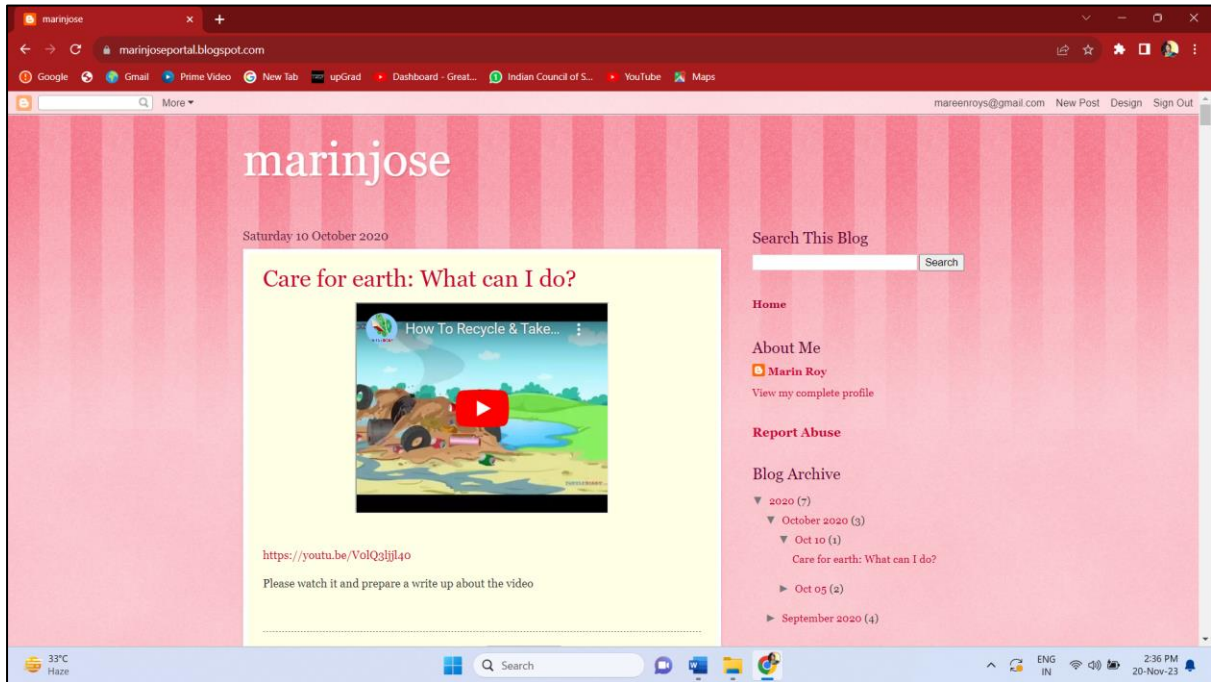 marinjose
marinjoseportal.blogspot.com
Google
Gmail
Prime Video
New Tab
upGrad
Dashboard - Great...
Indian Council of S...
YouTube
Maps
More
mareenroys@gmail.com New Post Design Sign Out
marinjose
Saturday 10 October 2020
Care for earth: What can I do?
How To Recycle & Take...
https://youtu.be/VolQ3ljjl40
Please watch it and prepare a write up about the video
Search This Blog
Search
Home
About Me
Marin Roy
View my complete profile
Report Abuse
Blog Archive
▼ 2020 (7)
▼ October 2020 (3)
▼ Oct 10 (1)
Care for earth: What can I do?
► Oct 05 (2)
► September 2020 (4)
33°C
Haze
Search
ENG
IN
2:36 PM
20-Nov-23